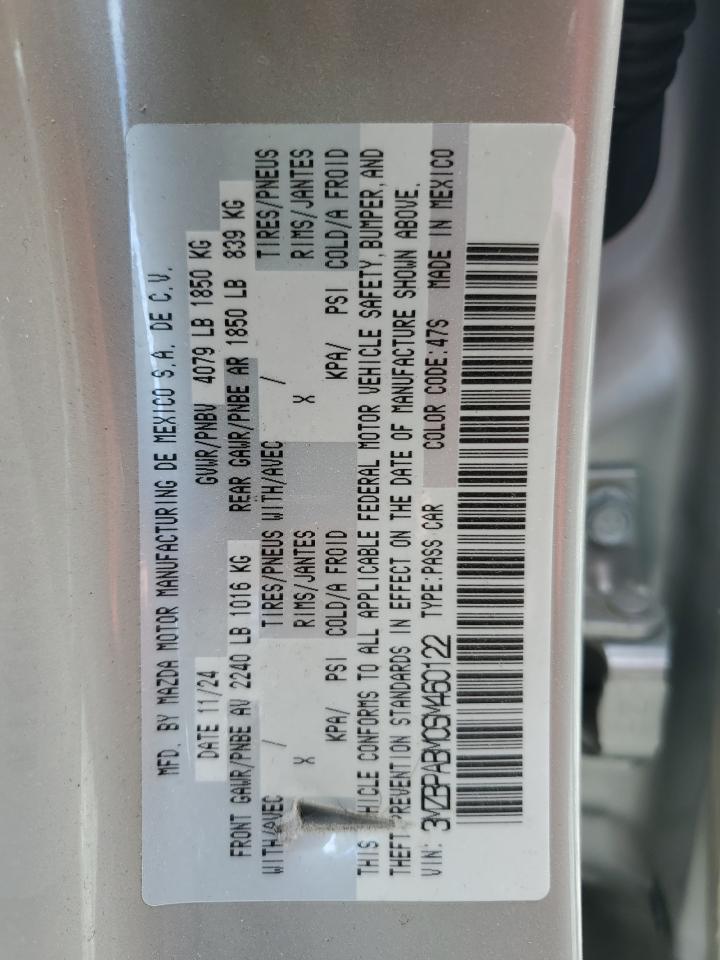 MFD. BY MAZDA MOTOR MANUFACTURING DE MEXICO S.A. DE C.V.
DATE 11/24 GVWR/PNBV 4079 LB 1850 KG
FRONT GAWR/PNBE AV 2240 LB 1016 KG REAR GAWR/PNBE AR 1850 LB 839 KG
WITH/AVEC / TIRES/PNEUS WITH/AVEC / TIRES/PNEUS
X RIMS/JANTES X RIMS/JANTES
KPA/ PSI COLD/A FROID KPA/ PSI COLD/A FROID
THIS HICLE CONFORMS TO ALL APPLICABLE FEDERAL MOTOR VEHICLE SAFETY, BUMPER, AND
THEFT PREVENTION STANDARDS IN EFFECT ON THE DATE OF MANUFACTURE SHOWN ABOVE.
VIN: 3MZBPABM0SM460122 TYPE:PASS CAR COLOR CODE:47S MADE IN MEXICO